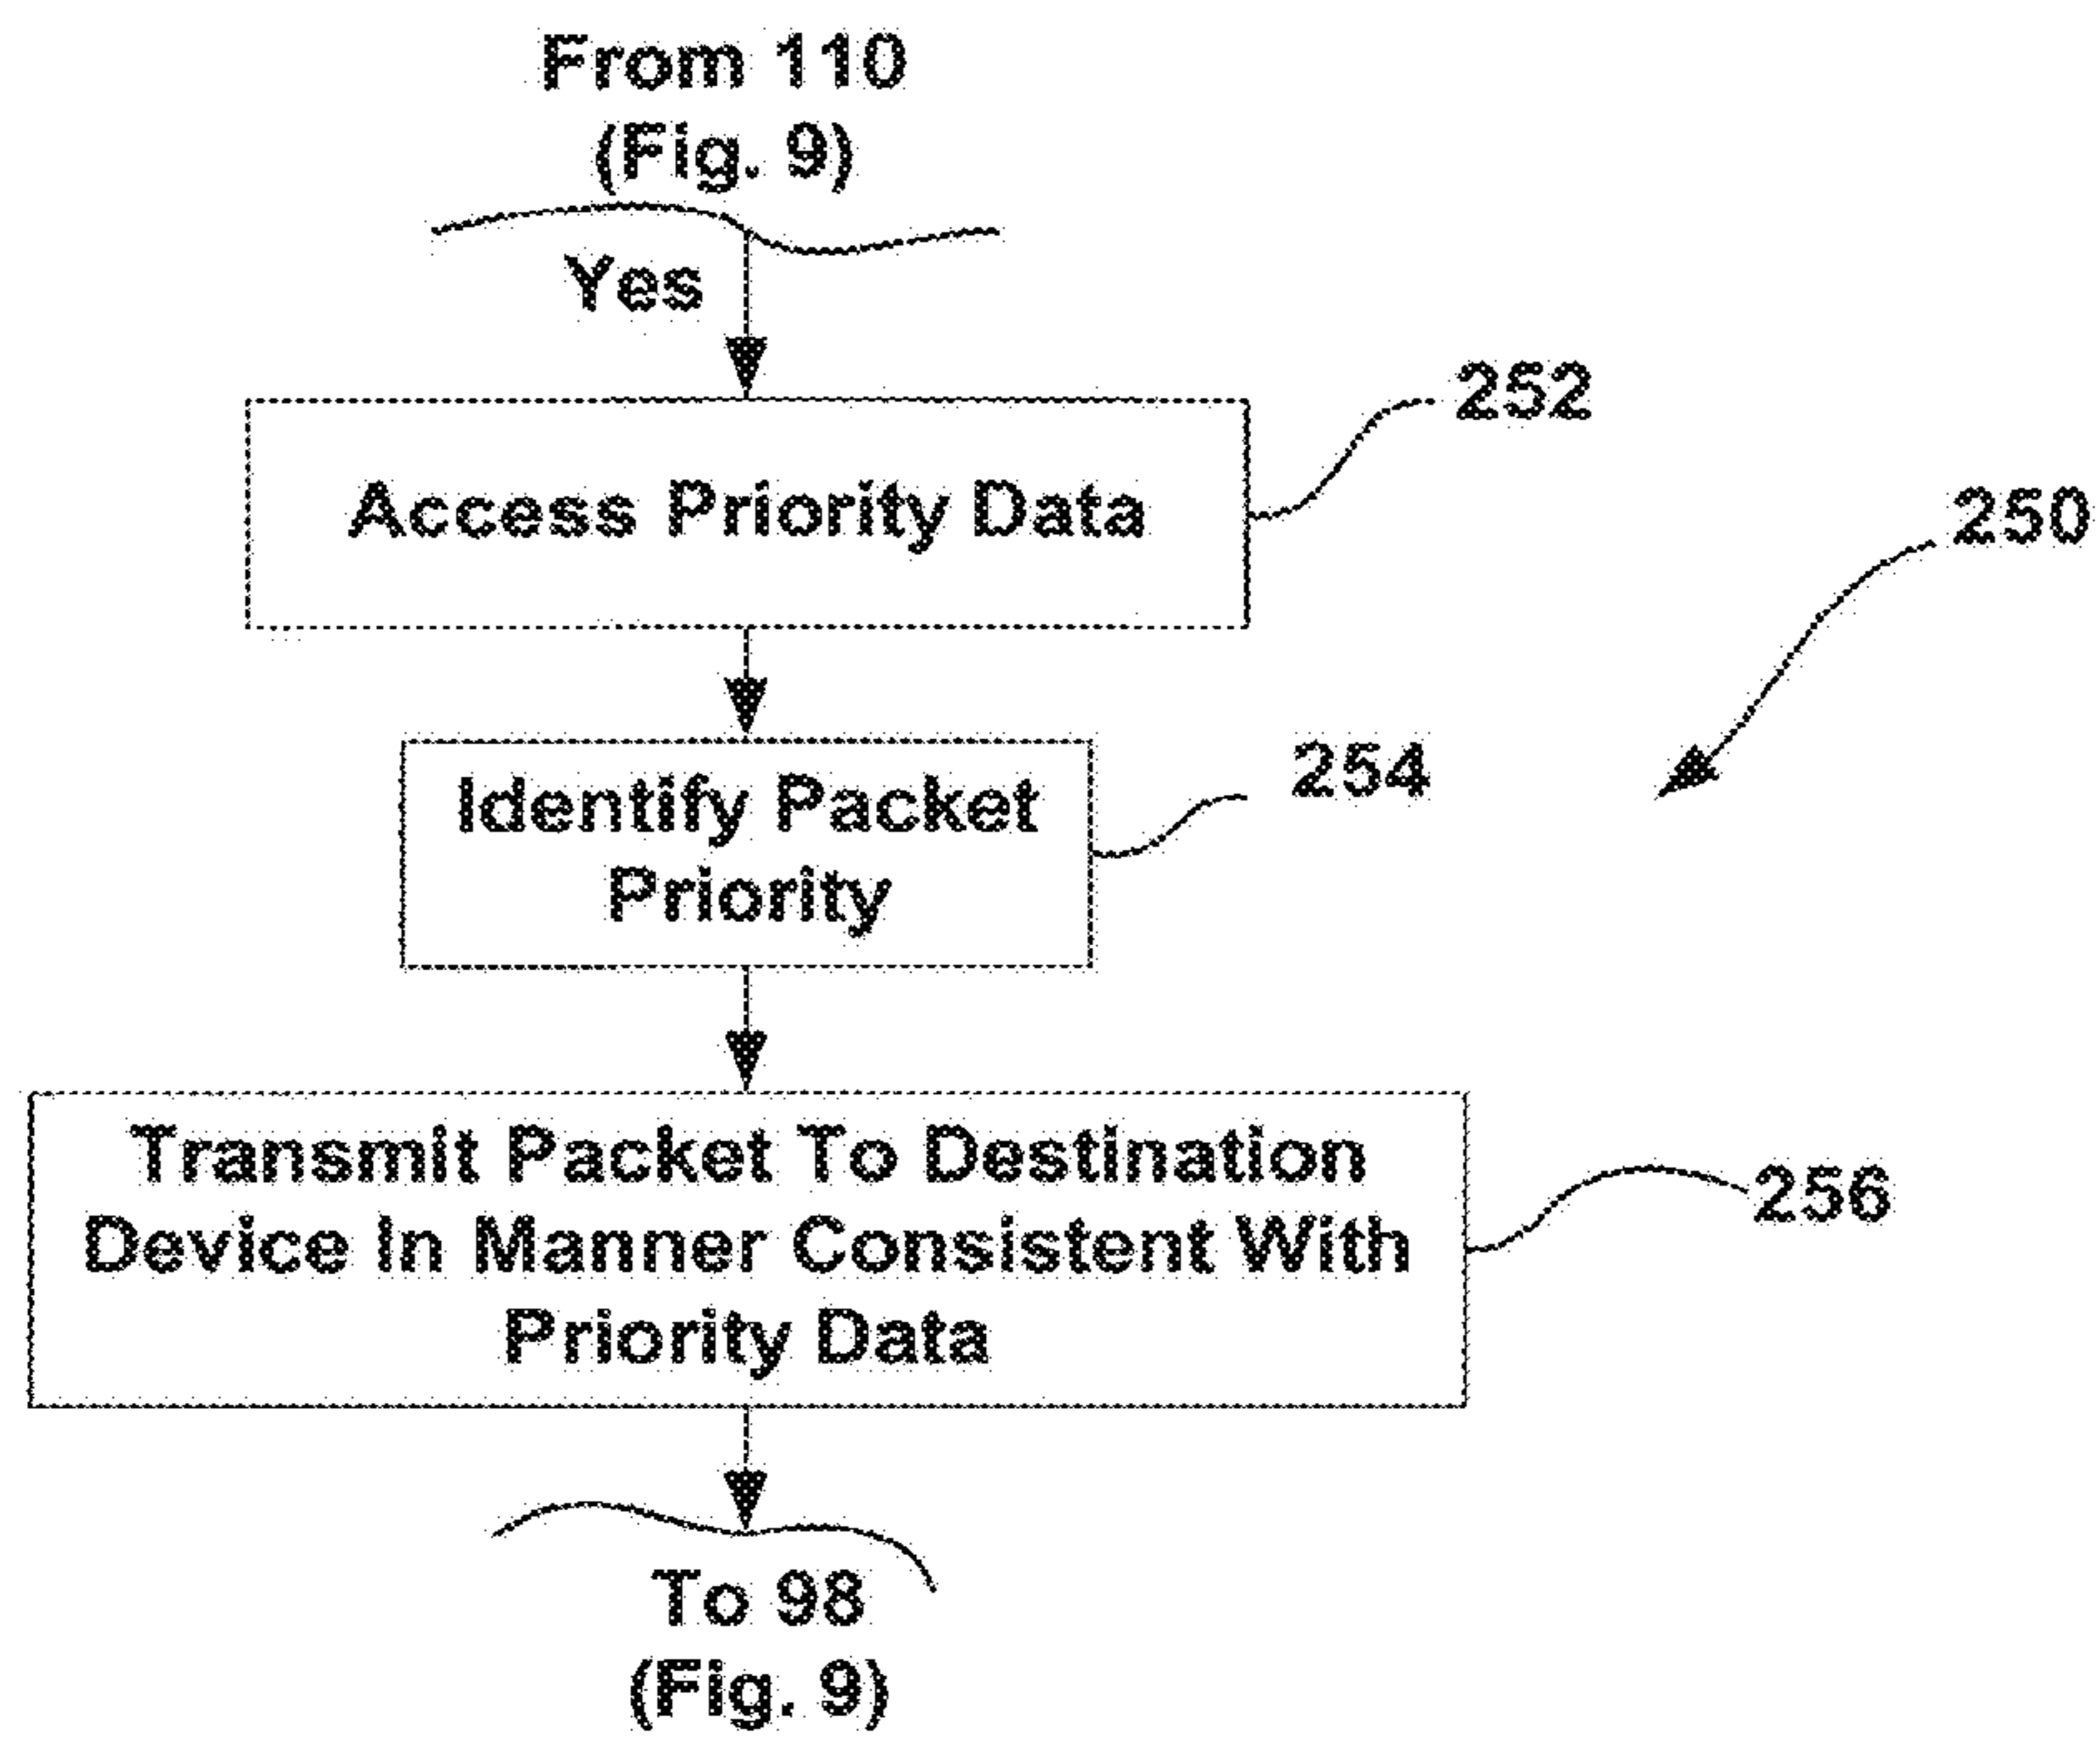 From 110
(Fig. 9)
Yes
252
Access Priority Data
250
254
Identify Packet
Priority
Transmit Packet To Destination
256
Device In Manner Consistent With
Priority Data
To 98
(Fig. 9)